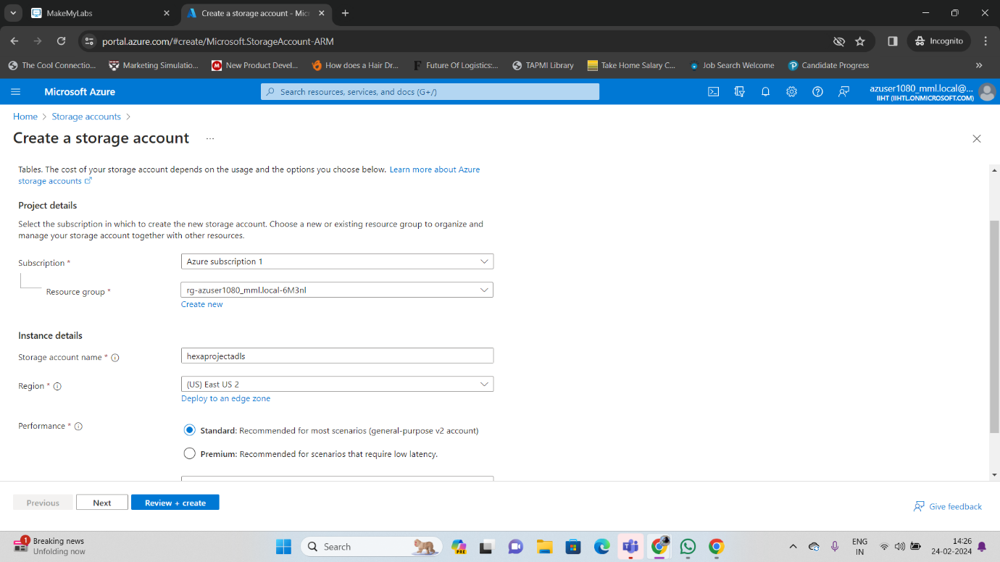 MakeMyLabs
Create a storage account - Micr
portal.azure.com/#create/Microsoft.StorageAccount-ARM
Incognito
The Cool Connectio...
Marketing Simulatio...
New Product Devel...
How does a Hair Dr...
Future Of Logistics:...
TAPMI Library
Take Home Salary C...
Job Search Welcome
Candidate Progress
Microsoft Azure
Search resources, services, and docs (G+/)
azuser1080_mml.local@...
IIHT (IIHTLONMICROSOFT.COM)
Home > Storage accounts >
Create a storage account ...
Tables. The cost of your storage account depends on the usage and the options you choose below. Learn more about Azure
storage accounts
Project details
Select the subscription in which to create the new storage account. Choose a new or existing resource group to organize and
manage your storage account together with other resources.
Subscription *
Azure subscription 1
Resource group *
rg-azuser1080_mml.local-6M3nl
Create new
Instance details
Storage account name *
hexaprojectadls
Region *
(US) East US 2
Deploy to an edge zone
Performance *
Standard: Recommended for most scenarios (general-purpose v2 account)
Premium: Recommended for scenarios that require low latency.
Previous
Next
Review + create
Give feedback
1
Breaking news
Unfolding now
Search
PRE
ENG
IN
14:26
24-02-2024